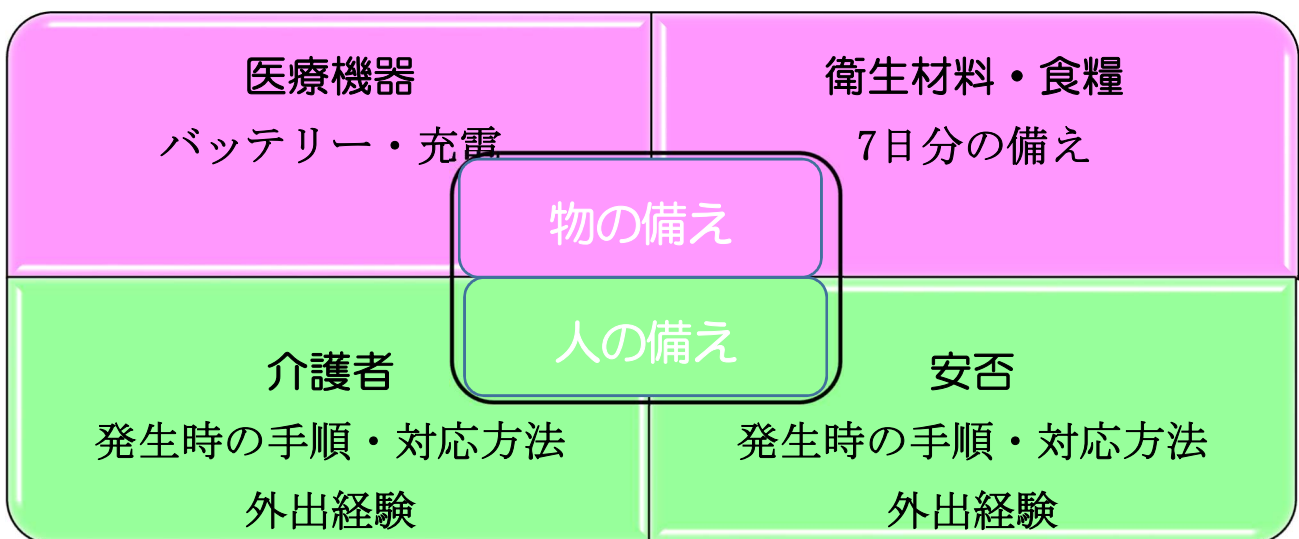 医療機器
バッテリー・充電
衛生材料・食糧
7日分の備え
物の備え
人の備え
介護者
発生時の手順・対応方法
外出経験
安否
発生時の手順・対応方法
外出経験